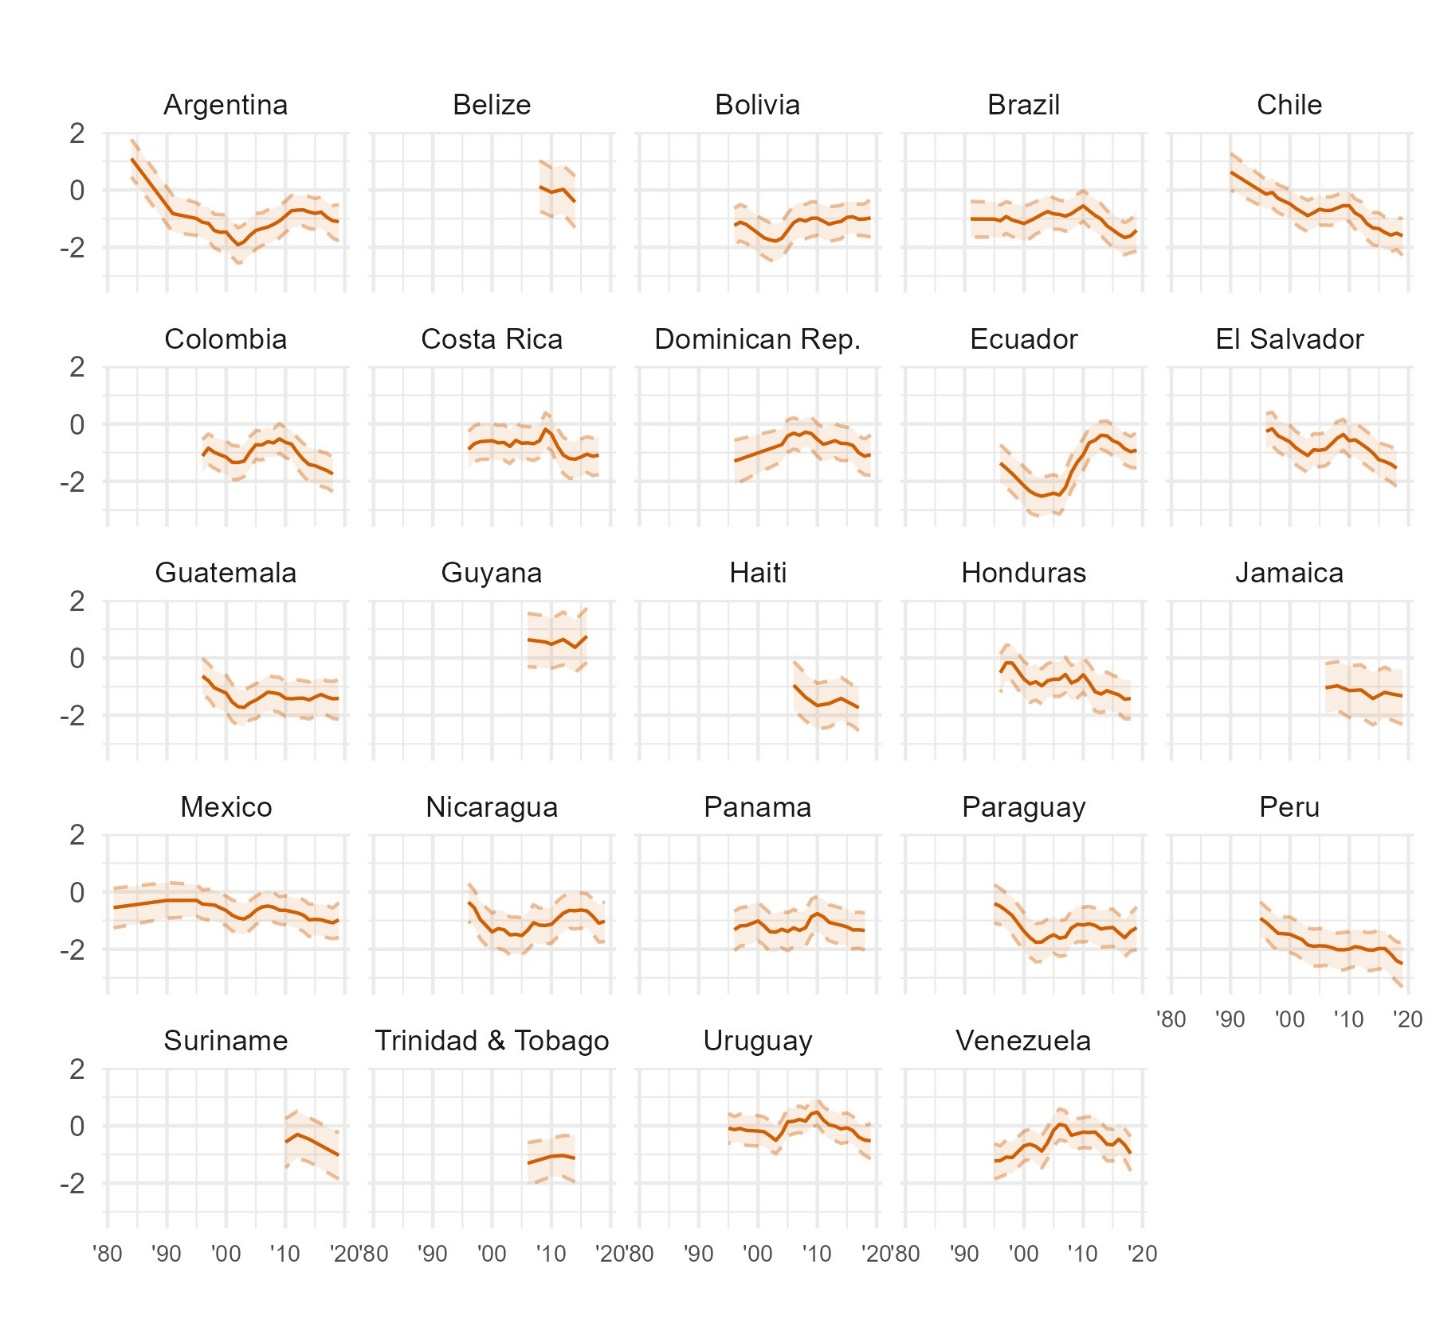 Argentina Belize Bolivia Brazil Chile
2
0
-2
Colombia Costa Rica Dominican Rep. Ecuador El Salvador
2
0
-2
Guatemala Guyana Haiti Honduras Jamaica
2
0
-2
Mexico Nicaragua Panama Paraguay Peru
2
0
-2
'80 '90 '00 '10 '20
Suriname Trinidad & Tobago Uruguay Venezuela
2
0
-2
'80 '90 '00 '10 '20 '80 '90 '00 '10 '20 '80 '90 '00 '10 '20 '80 '90 '00 '10 '20